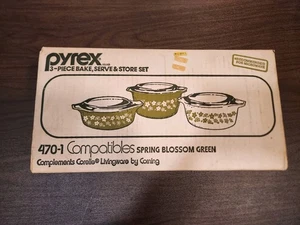 pyrex
3-PIECE BAKE, SERVE & STORE SET
470-1 Compatibles SPRING BLOSSOM GREEN
Complements Corelle® Livingware by Corning